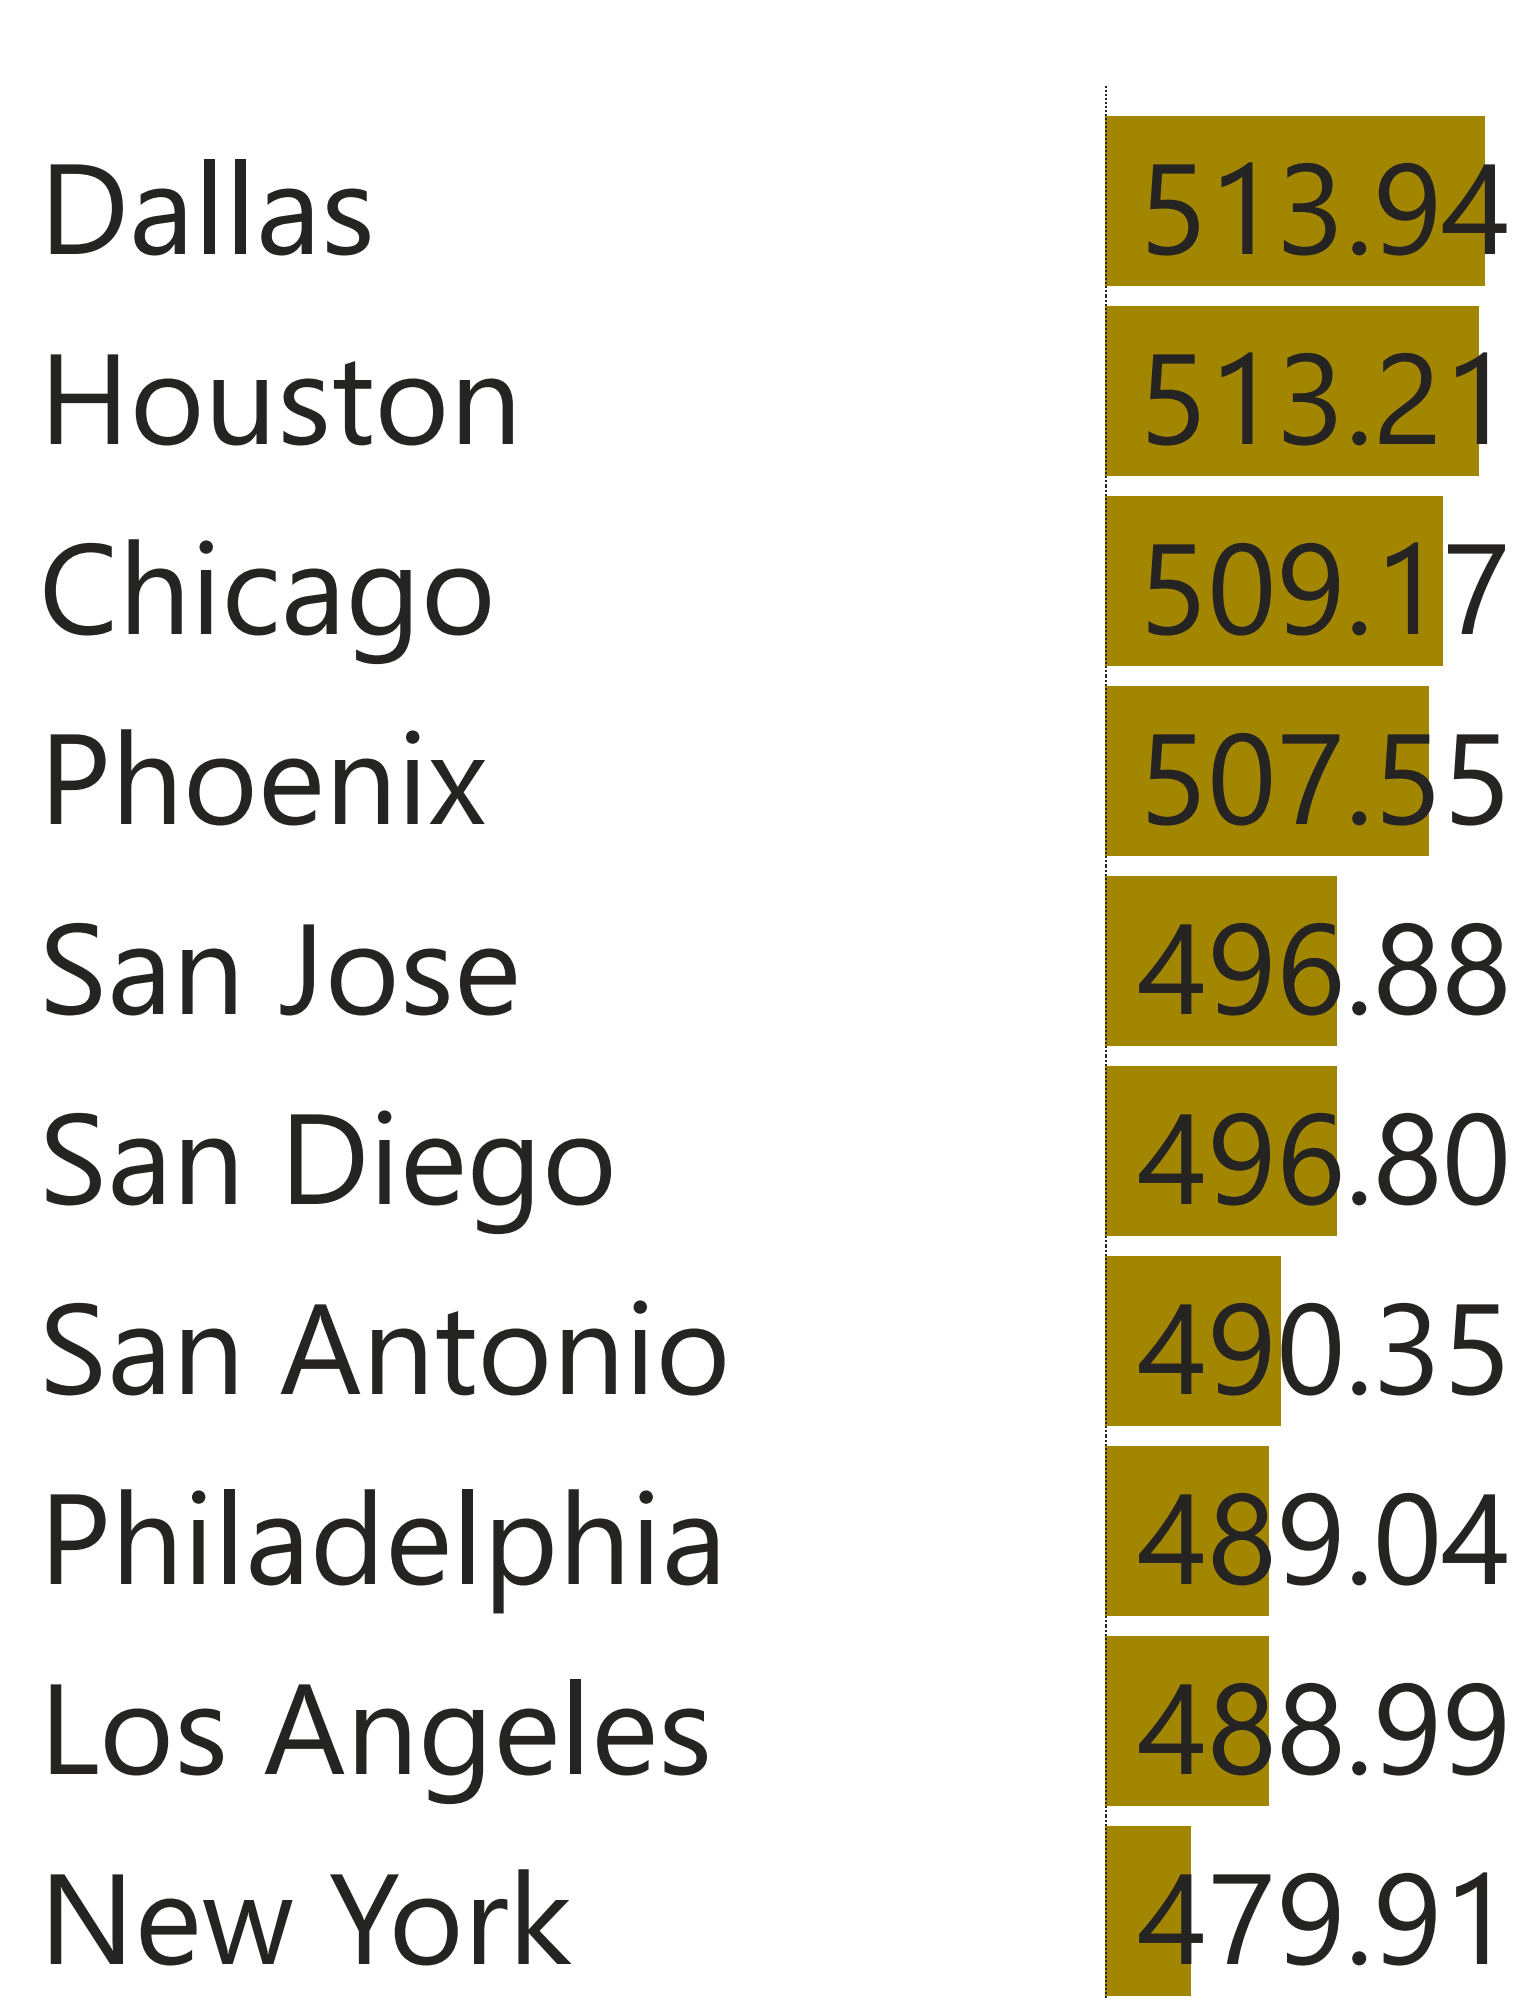 Dallas 513.94
Houston 513.21
Chicago 509.17
Phoenix 507.55
San Jose 496.88
San Diego 496.80
San Antonio 490.35
Philadelphia 489.04
Los Angeles 488.99
New York 479.91